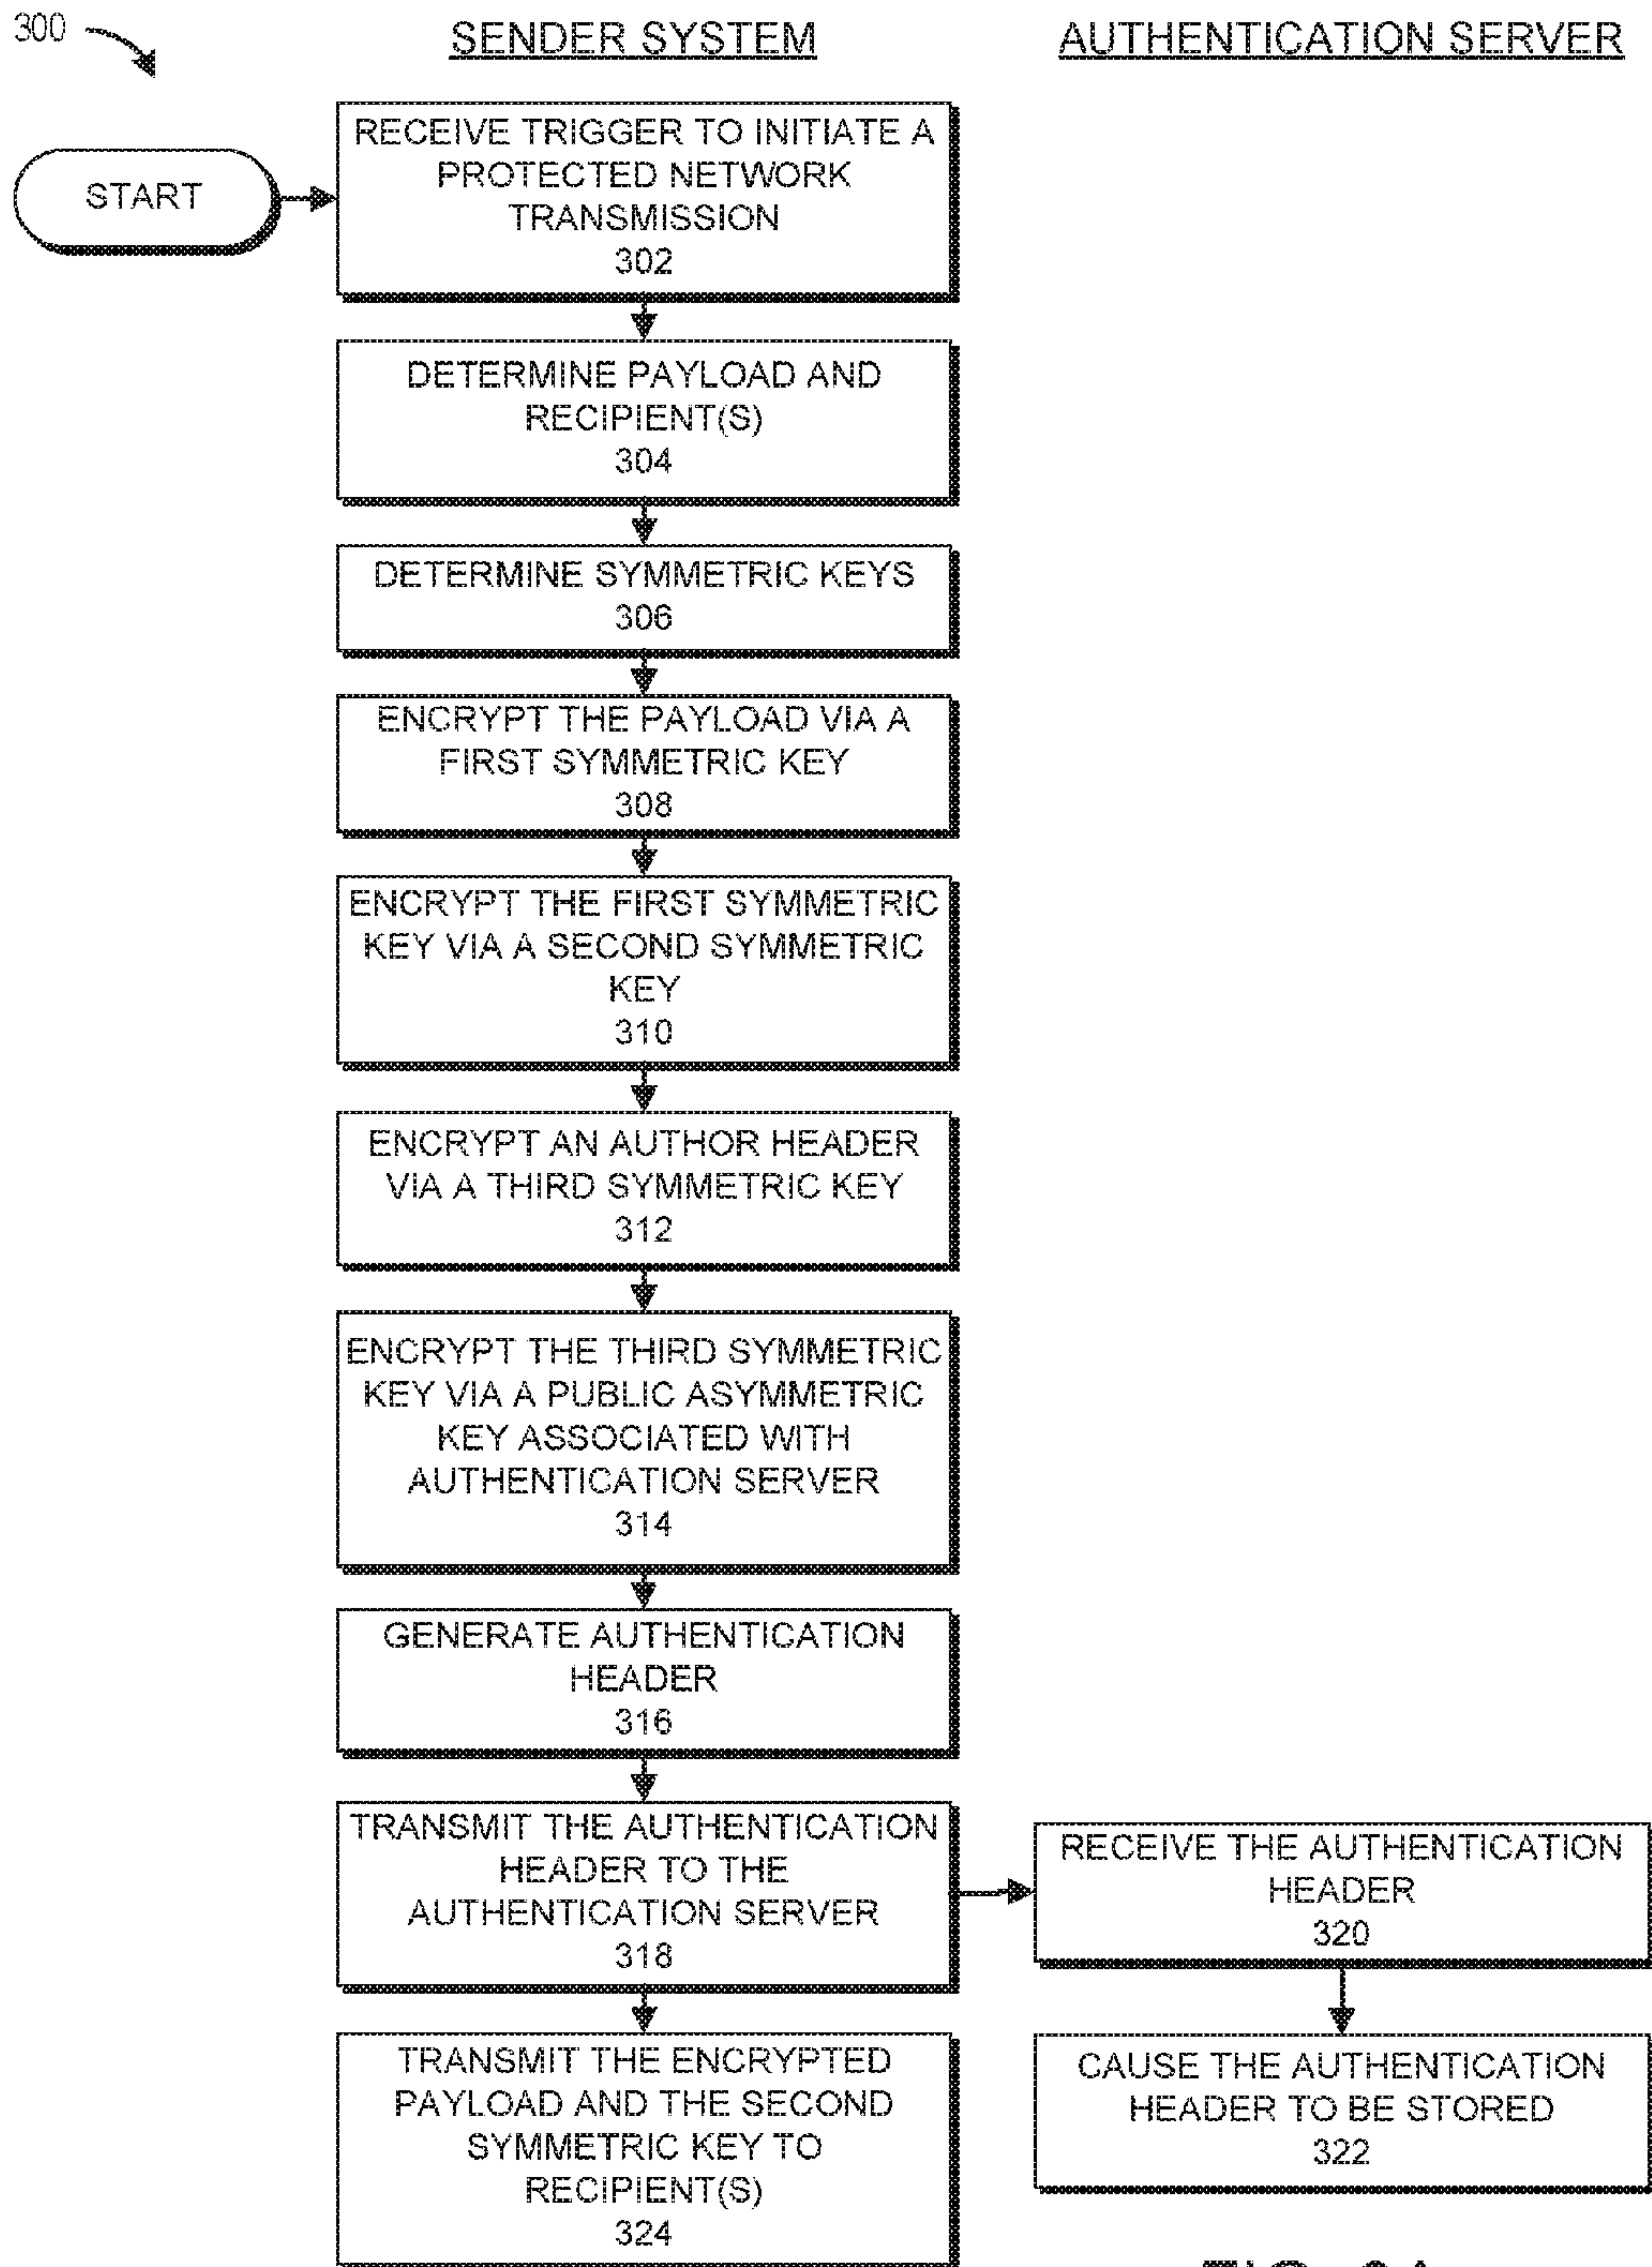 300
SENDER SYSTEM
AUTHENTICATION SERVER
START
RECEIVE TRIGGER TO INITIATE A
PROTECTED NETWORK
TRANSMISSION
302
DETERMINE PAYLOAD AND
RECIPIENT(S)
304
DETERMINE SYMMETRIC KEYS
306
ENCRYPT THE PAYLOAD VIA A
FIRST SYMMETRIC KEY
308
ENCRYPT THE FIRST SYMMETRIC
KEY VIA A SECOND SYMMETRIC
KEY
310
ENCRYPT AN AUTHOR HEADER
VIA A THIRD SYMMETRIC KEY
312
ENCRYPT THE THIRD SYMMETRIC
KEY VIA A PUBLIC ASYMMETRIC
KEY ASSOCIATED WITH
AUTHENTICATION SERVER
314
GENERATE AUTHENTICATION
HEADER
316
TRANSMIT THE AUTHENTICATION
HEADER TO THE
AUTHENTICATION SERVER
318
RECEIVE THE AUTHENTICATION
HEADER
320
CAUSE THE AUTHENTICATION
HEADER TO BE STORED
322
TRANSMIT THE ENCRYPTED
PAYLOAD AND THE SECOND
SYMMETRIC KEY TO
RECIPIENT(S)
324